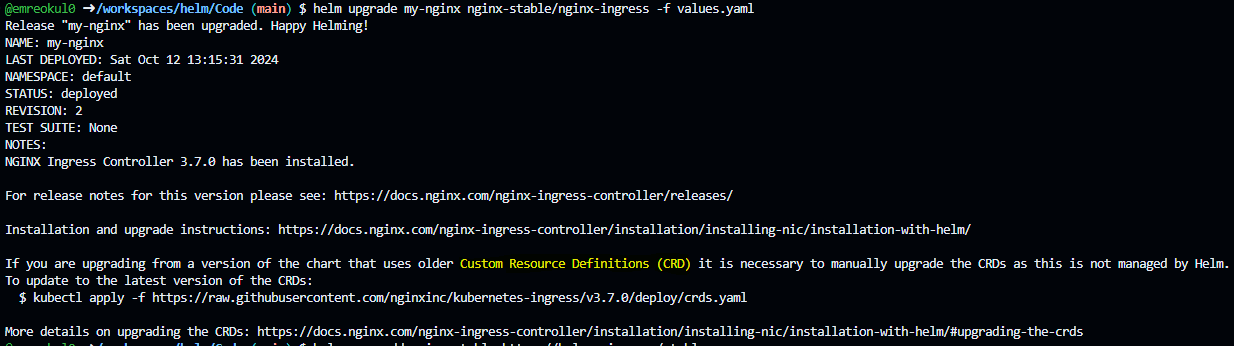 @emreokul0 ➜/workspaces/helm/Code (main) $ helm upgrade my-nginx nginx-stable/nginx-ingress -f values.yaml
Release "my-nginx" has been upgraded. Happy Helming!
NAME: my-nginx
LAST DEPLOYED: Sat Oct 12 13:15:31 2024
NAMESPACE: default
STATUS: deployed
REVISION: 2
TEST SUITE: None
NOTES:
NGINX Ingress Controller 3.7.0 has been installed.
For release notes for this version please see: https://docs.nginx.com/nginx-ingress-controller/releases/
Installation and upgrade instructions: https://docs.nginx.com/nginx-ingress-controller/installation/installing-nic/installation-with-helm/
If you are upgrading from a version of the chart that uses older Custom Resource Definitions (CRD) it is necessary to manually upgrade the CRDs as this is not managed by Helm.
To update to the latest version of the CRDs:
$ kubectl apply -f https://raw.githubusercontent.com/nginxinc/kubernetes-ingress/v3.7.0/deploy/crds.yaml
More details on upgrading the CRDs: https://docs.nginx.com/nginx-ingress-controller/installation/installing-nic/installation-with-helm/#upgrading-the-crds